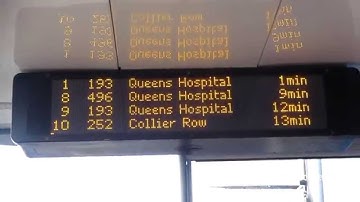 1 193 Queens Hospital 1min
8 496 Queens Hospital 9min
9 193 Queens Hospital 12min
10 252 Collier Row 13min